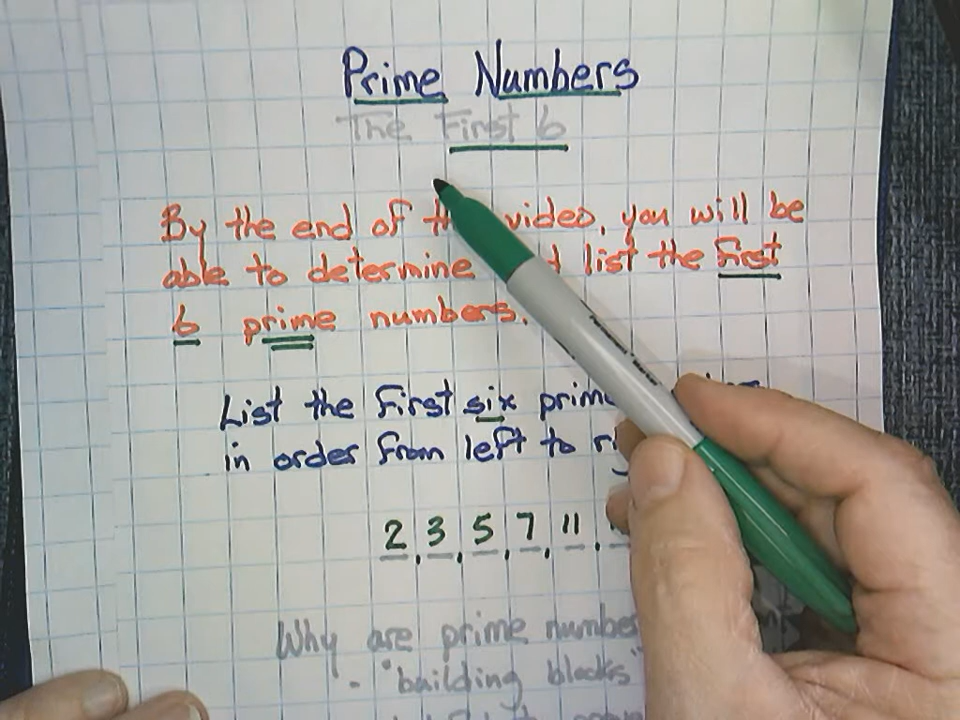 Prime Numbers
The First 6
By the end of th video, you will be
able to determine list the first
6 prime numbers.
List the first six prim
in order from left to
2, 3, 5, 7, 11,
Why are prime number
- "building blocks"